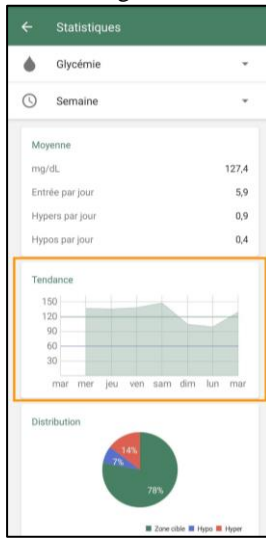 Statistiques
Glycémie
Semaine
Moyenne
mg/dL 127,4
Entrée par jour 5,9
Hypers par jour 0,9
Hypos par jour 0,4
Tendance
150
120
90
60
30
mar mer jeu ven sam dim lun mar
Distribution
14%
7%
78%
Zone cible Hypo Hyper